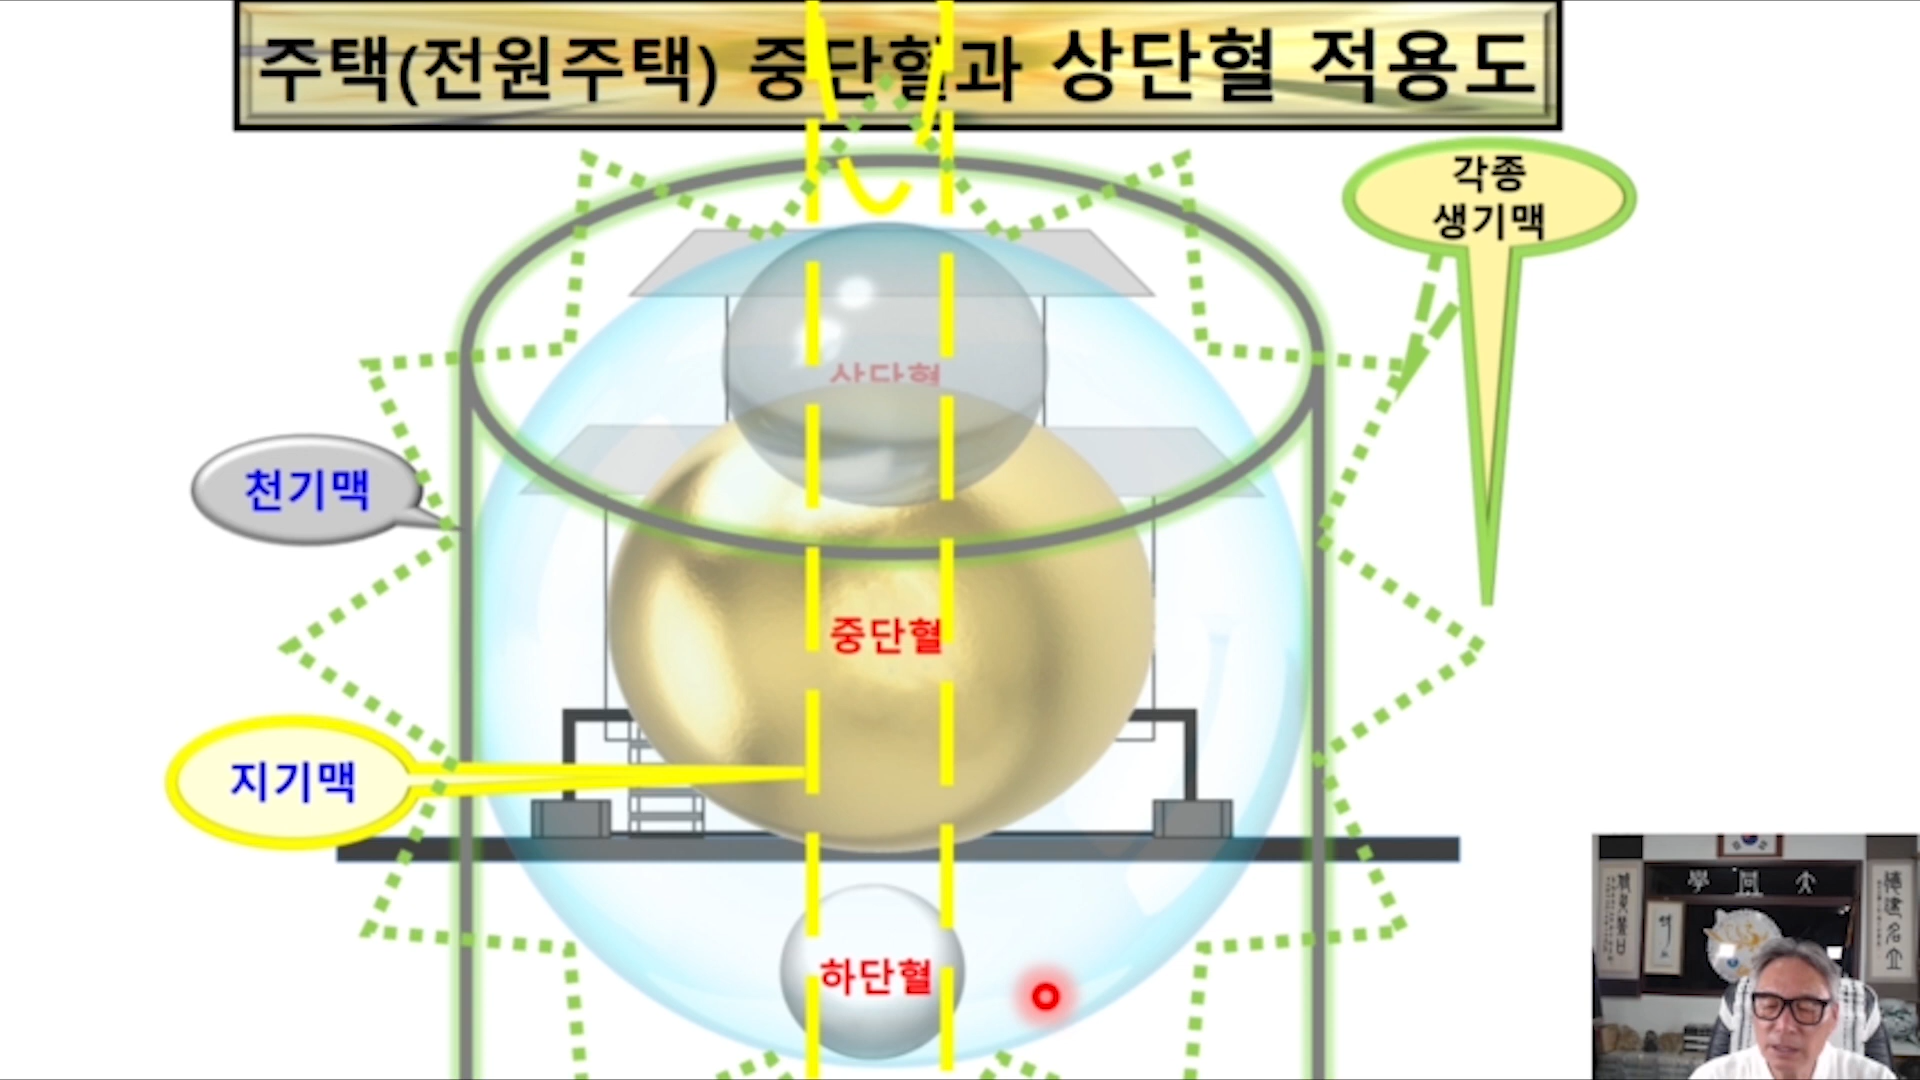 주택(전원주택) 중단혈과 상단혈 적용도
각종
생기맥
상단혈
천기맥
중단혈
지기맥
하단혈